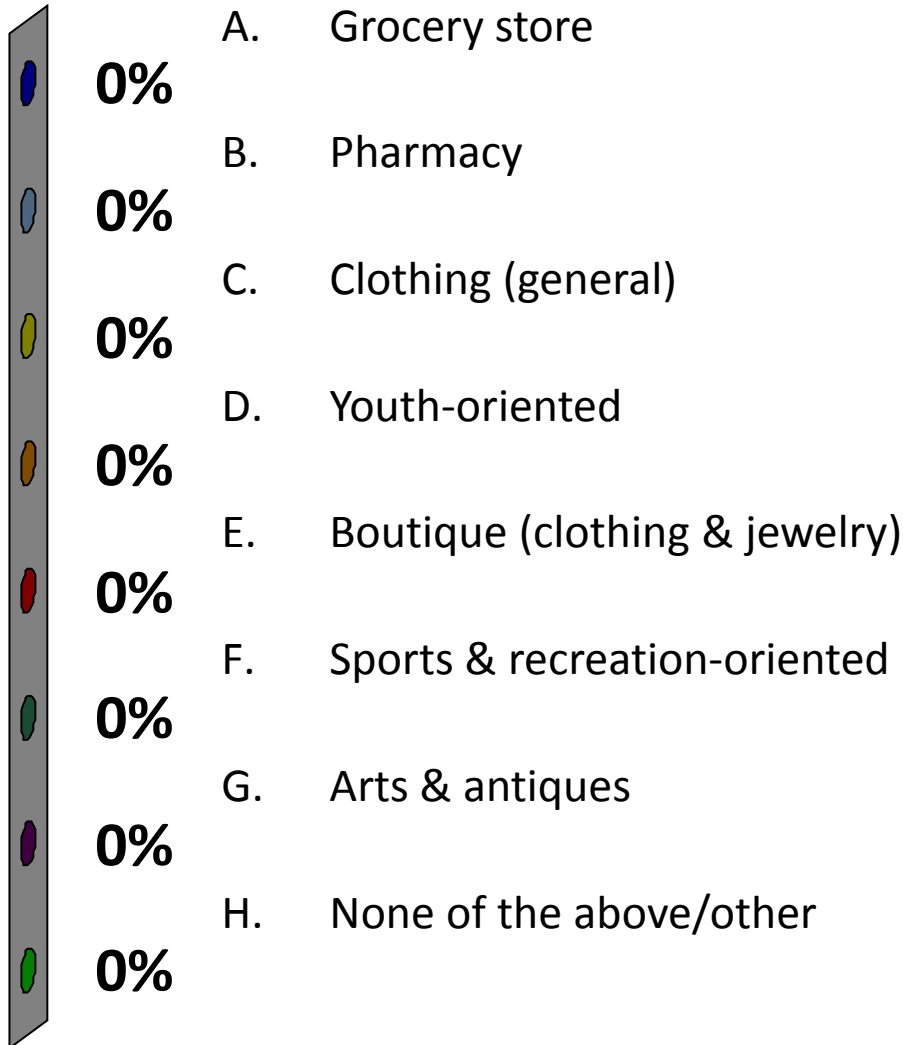 A. Grocery store
0%
B. Pharmacy
0%
C. Clothing (general)
0%
D. Youth-oriented
0%
E. Boutique (clothing & jewelry)
0%
F. Sports & recreation-oriented
0%
G. Arts & antiques
0%
H. None of the above/other
0%